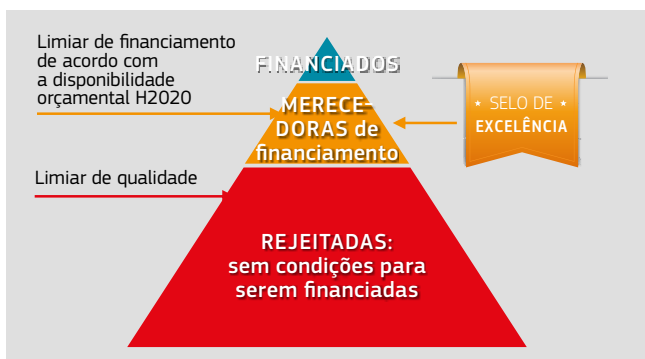 Limiar de financiamento
de acordo com
a disponibilidade
orçamental H2020
FINANCIADOS
MERECE-
DORAS de
financiamento
* SELO DE *
EXCELÊNCIA
Limiar de qualidade
REJEITADAS:
sem condições para
serem financiadas